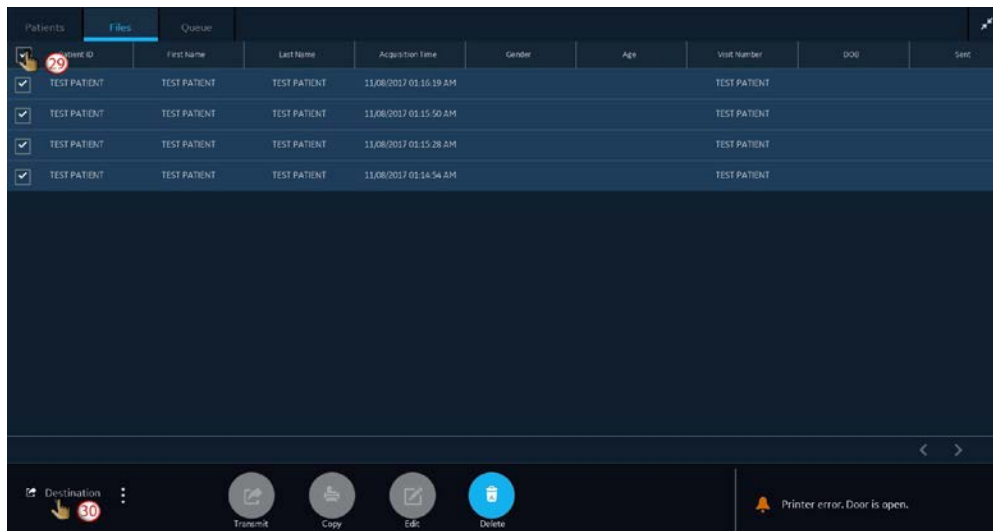 Patients Files Queue
Patient ID First Name Last Name Acquisition Time Gender Age Visit Number DOB Sent
29
TEST PATIENT TEST PATIENT TEST PATIENT 11/08/2017 01:16:19 AM TEST PATIENT
TEST PATIENT TEST PATIENT TEST PATIENT 11/08/2017 01:15:50 AM TEST PATIENT
TEST PATIENT TEST PATIENT TEST PATIENT 11/08/2017 01:15:28 AM TEST PATIENT
TEST PATIENT TEST PATIENT TEST PATIENT 11/08/2017 01:14:54 AM TEST PATIENT
Destination
30
Transmit Copy Edit Delete
Printer error. Door is open.